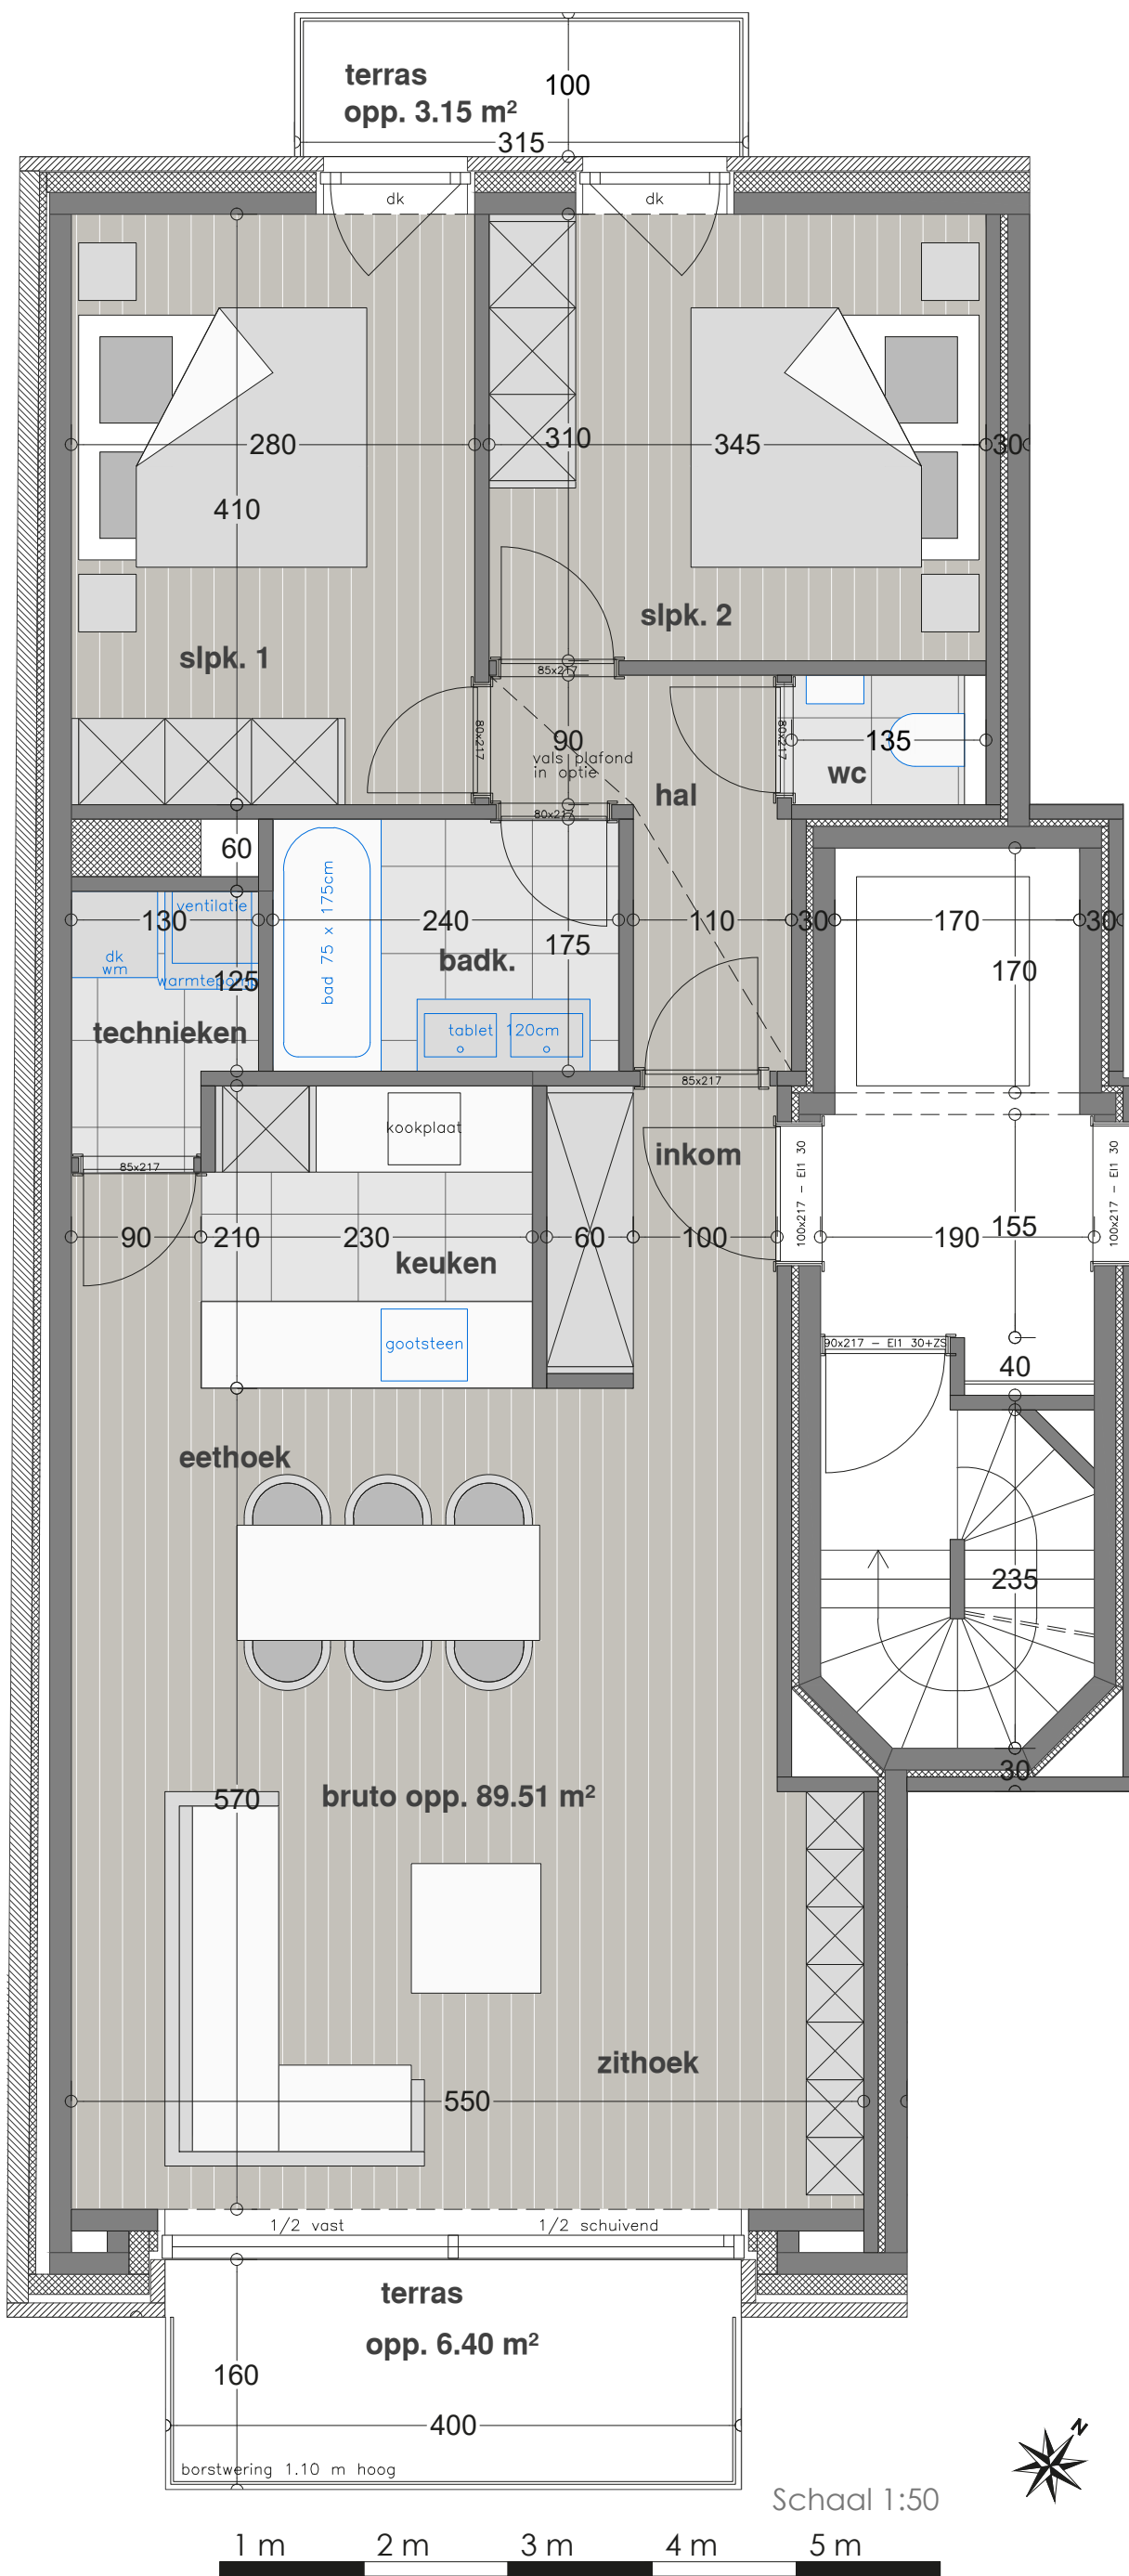 terras
opp. 3.15 m²
100
315
dk
dk
280
310
345
30
410
slpk. 2
slpk. 1
85x217
80x217
90
80x217
135
vals plafond
in optie
wc
hal
80x217
60
ventilatie
130
240
110
30
170
30
bad 75 x 175cm
175
badk.
dk
wm
170
warmtepomp
125
technieken
tablet 120cm
85x217
kookplaat
inkom
85x217
100x217 - EI1 30
100x217 - EI1 30
90
210
230
60
100
190
155
keuken
gootsteen
90x217 - EI1 30+ZS
40
eethoek
235
570
bruto opp. 89.51 m²
30
zithoek
550
1/2 vast
1/2 schuivend
terras
opp. 6.40 m²
160
400
borstwering 1.10 m hoog
N
Schaal 1:50
1 m
2 m
3 m
4 m
5 m